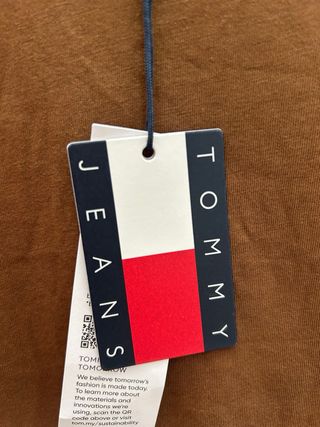 TOMMY
JEANS
TOMORROW
We believe tomorrow's
fashion is made today.
To learn more about
the materials and
innovations we're
using, scan the QR
code above or visit
tom.my/sustainability